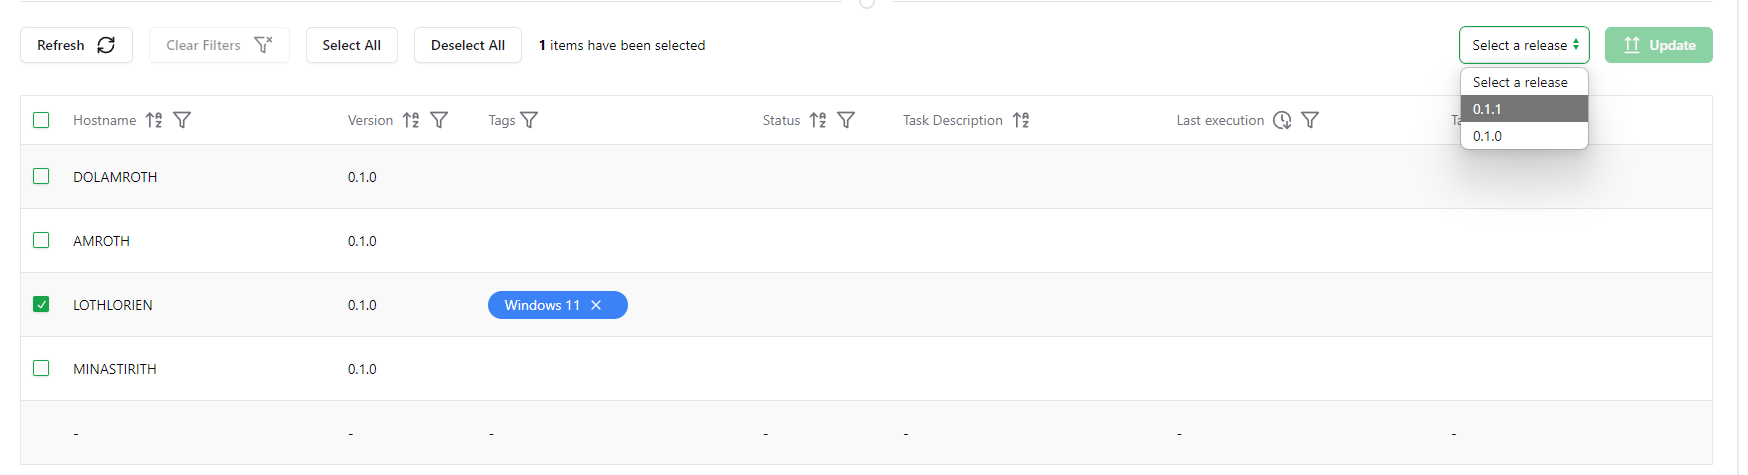 Refresh Clear Filters Select All Deselect All 1 items have been selected Select a release Update
Select a release
0.1.1
0.1.0
Hostname Version Tags Status Task Description Last execution
DOLAMROTH 0.1.0
AMROTH 0.1.0
LOTHLORIEN 0.1.0 Windows 11
MINASTIRITH 0.1.0
- - - - - - -